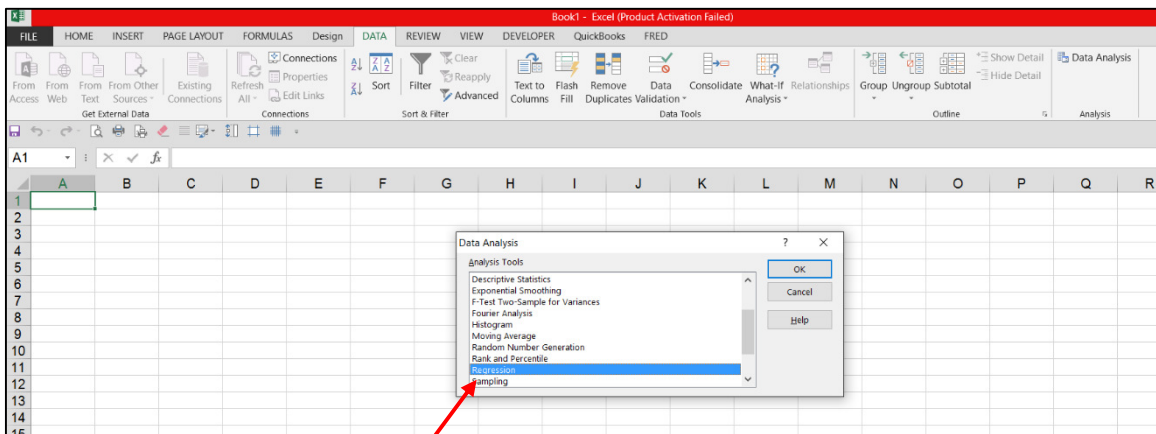 Book1 - Excel (Product Activation Failed)
FILE HOME INSERT PAGE LAYOUT FORMULAS Design DATA REVIEW VIEW DEVELOPER QuickBooks FRED
From Access
From Web
From Text
From Other Sources
Existing Connections
Get External Data
Refresh All
Connections
Properties
Edit Links
Connections
Sort
Filter
Clear
Reapply
Advanced
Sort & Filter
Text to Columns
Flash Fill
Remove Duplicates
Data Validation
Consolidate
What-If Analysis
Relationships
Data Tools
Group
Ungroup
Subtotal
Show Detail
Hide Detail
Outline
Data Analysis
Analysis
A1 fx
A B C D E F G H I J K L M N O P Q R
1
2
3
4
5
6
7
8
9
10
11
12
13
14
15
Data Analysis ?
Analysis Tools
Descriptive Statistics
Exponential Smoothing
F-Test Two-Sample for Variances
Fourier Analysis
Histogram
Moving Average
Random Number Generation
Rank and Percentile
Regression
Sampling
OK
Cancel
Help